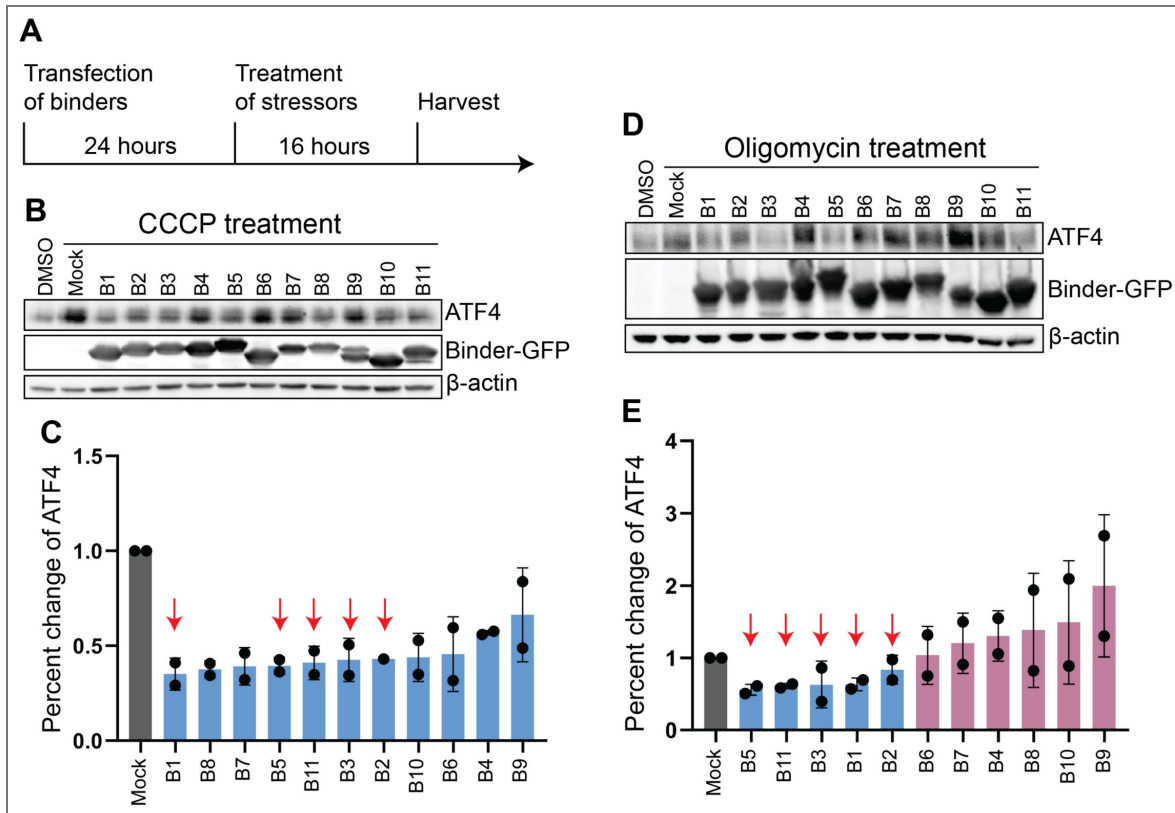 A
Transfection
of binders
Treatment
of stressors
Harvest
24 hours
16 hours
B
CCCP treatment
DMSO
Mock
B1
B2
B3
B4
B5
B6
B7
B8
B9
B10
B11
ATF4
Binder-GFP
β-actin
C
Percent change of ATF4
1.5
1.0
0.5
0.0
Mock
B1
B8
B7
B5
B11
B3
B2
B10
B6
B4
B9
D
Oligomycin treatment
DMSO
Mock
B1
B2
B3
B4
B5
B6
B7
B8
B9
B10
B11
ATF4
Binder-GFP
β-actin
E
Percent change of ATF4
4
3
2
1
0
Mock
B5
B11
B3
B1
B2
B6
B7
B4
B8
B10
B9